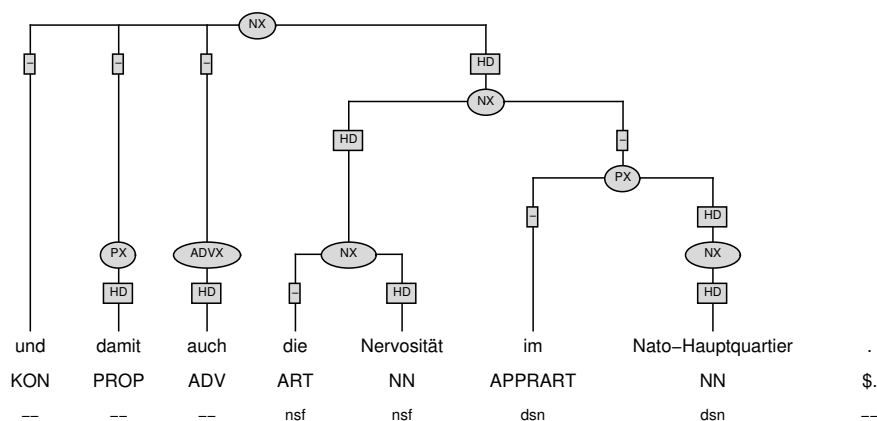 NX
– – – HD
NX
HD –
PX
– HD
PX ADVX NX NX
HD HD – HD HD
und damit auch die Nervosität im Nato−Hauptquartier .
KON PROP ADV ART NN APPRART NN $.
−− −− −− nsf nsf dsn dsn −−